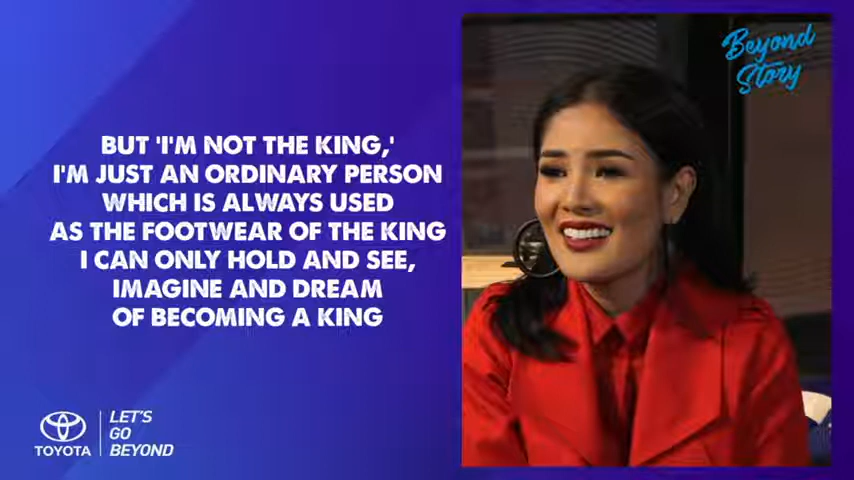 BUT 'I'M NOT THE KING,'
I'M JUST AN ORDINARY PERSON
WHICH IS ALWAYS USED
AS THE FOOTWEAR OF THE KING
I CAN ONLY HOLD AND SEE,
IMAGINE AND DREAM
OF BECOMING A KING
Beyond
Story
TOYOTA
LET'S
GO
BEYOND